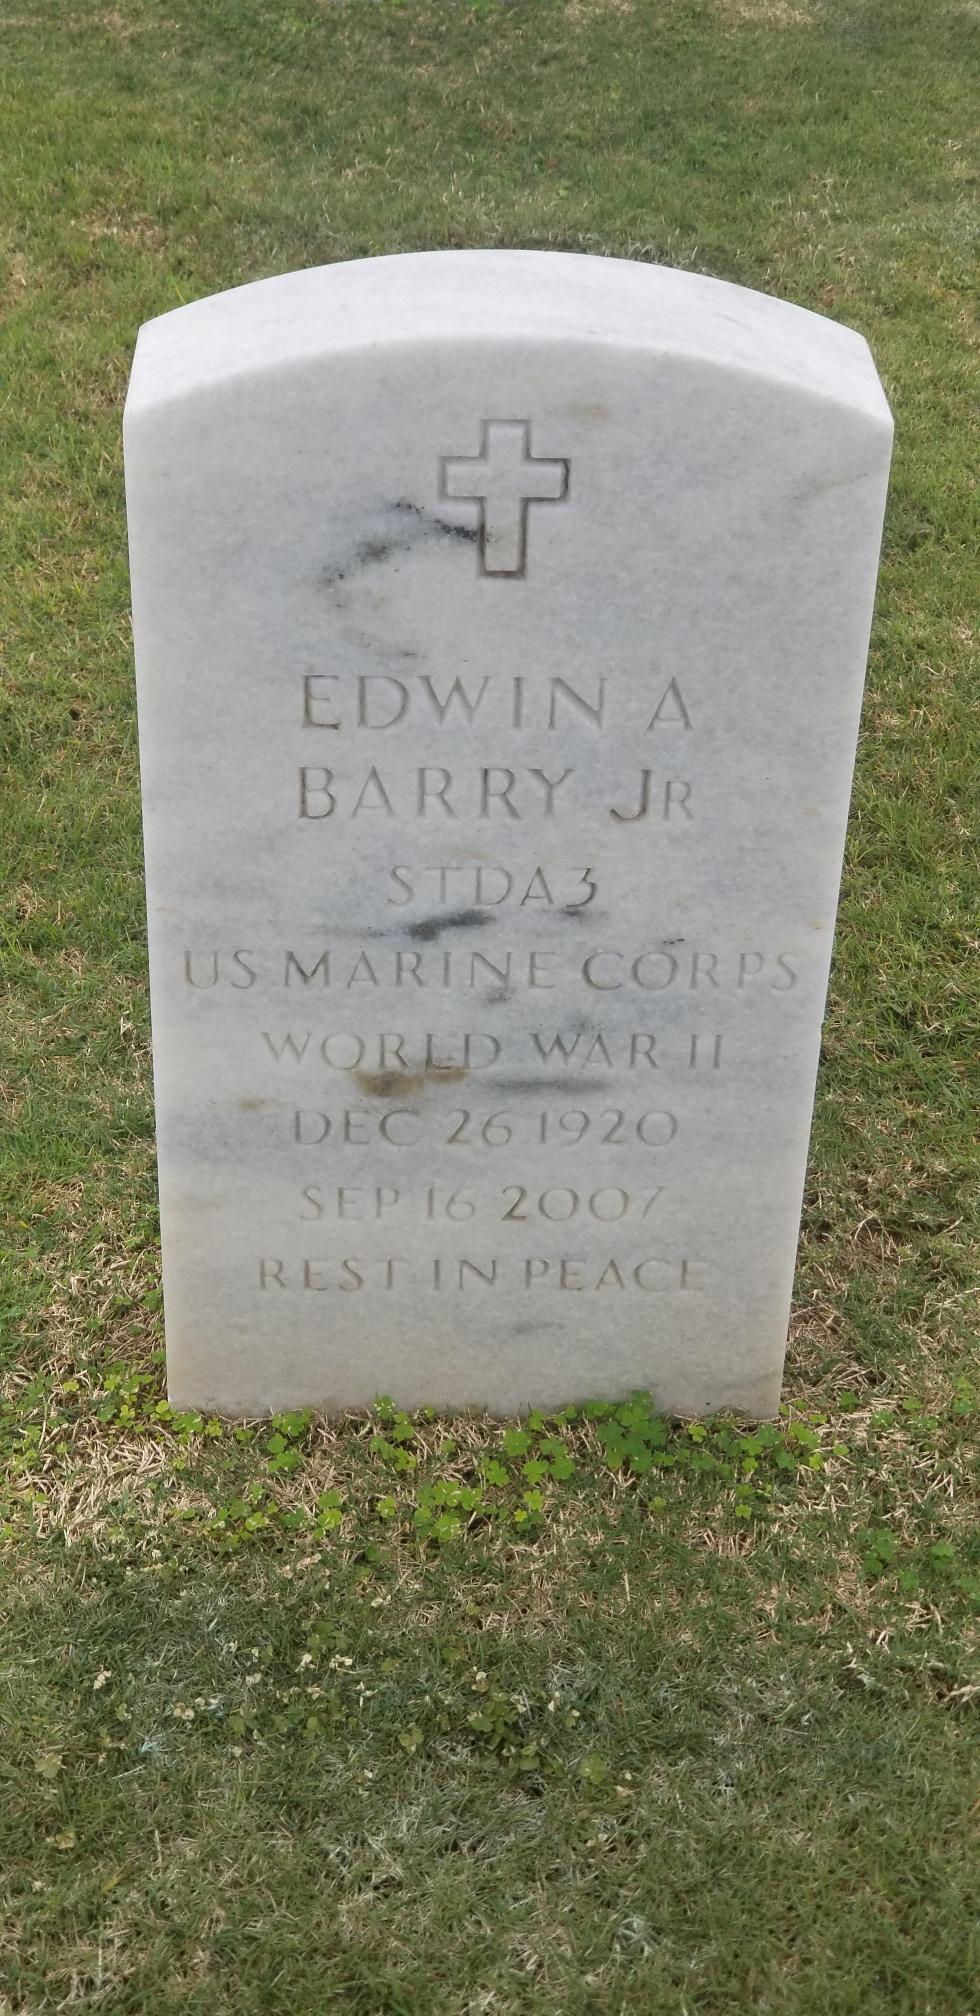 EDWIN A
BARRY JR
STDA3
US MARINE CORPS
WORLD WAR II
DEC 26 1920
SEP 16 2007
REST IN PEACE